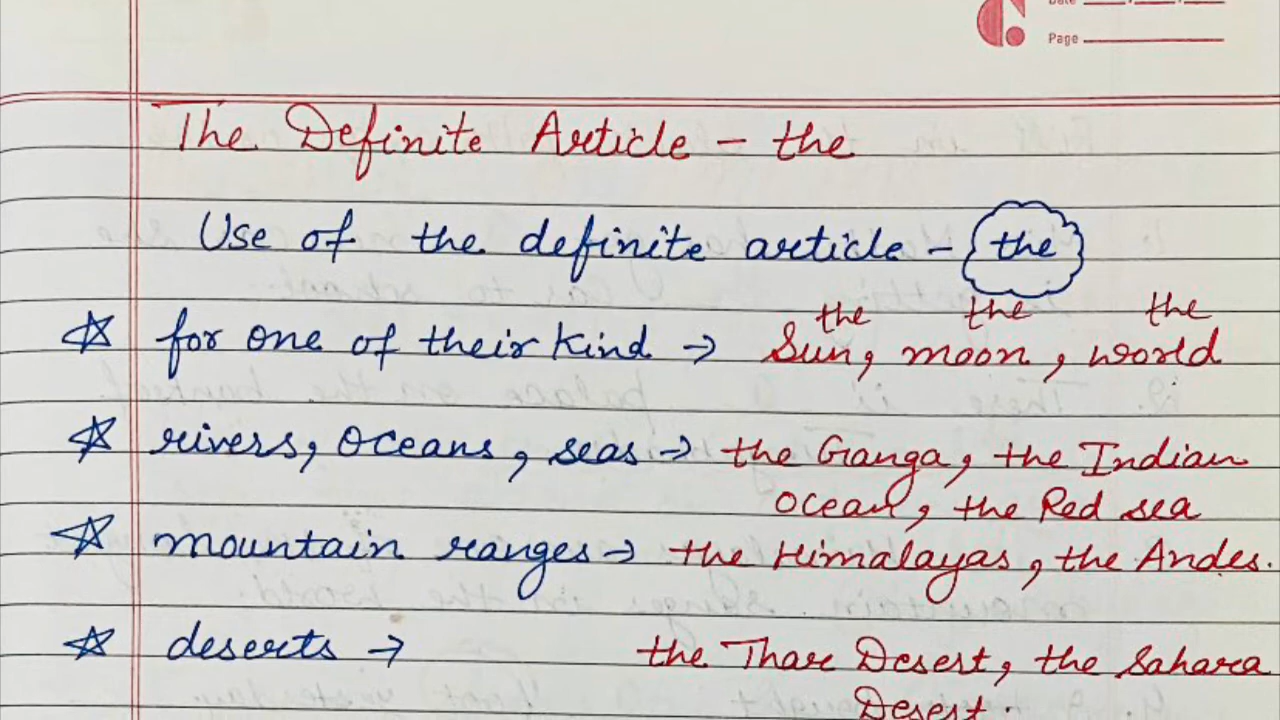 Date
Page
The Definite Article - the
Use of the definite article - the
the the the
for one of their kind → Sun, moon, world
rivers, Oceans, seas → the Ganga, the Indian
Ocean, the Red sea
mountain ranges → the Himalayas, the Andes.
deserts → the Thar Desert, the Sahara
Desert.